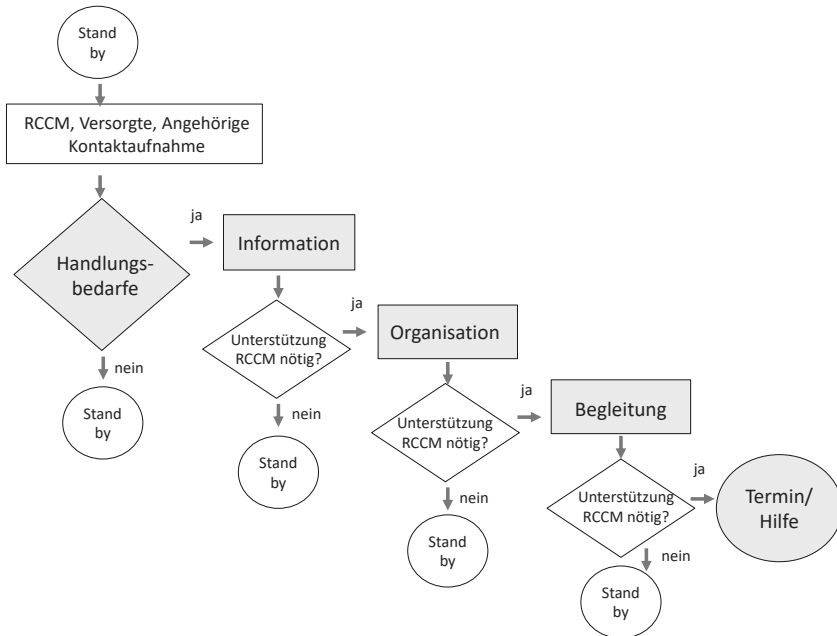 Stand
by
RCCM, Versorgte, Angehörige
Kontaktaufnahme
Handlungs-
bedarfe
ja
Information
nein
Stand
by
Unterstützung
RCCM nötig?
ja
Organisation
nein
Stand
by
Unterstützung
RCCM nötig?
ja
Begleitung
nein
Stand
by
Unterstützung
RCCM nötig?
ja
Termin/
Hilfe
nein
Stand
by